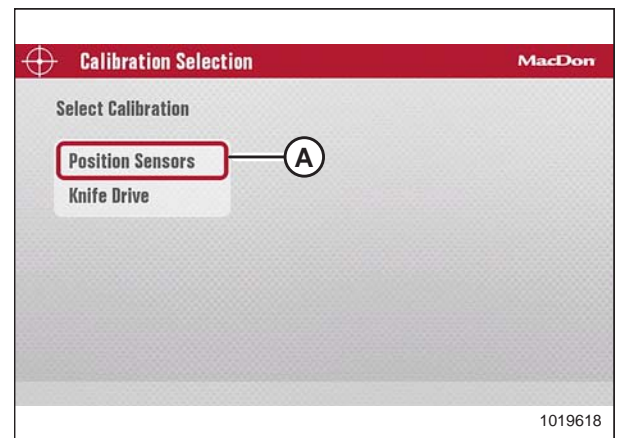 Calibration Selection MacDon
Select Calibration
Position Sensors A
Knife Drive
1019618